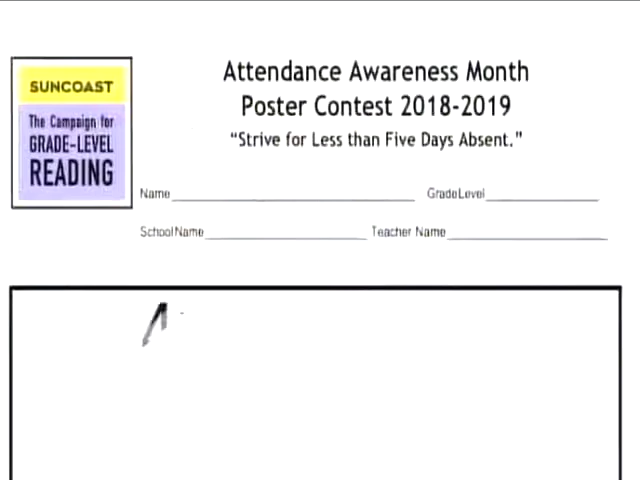 SUNCOAST
The Campaign for
GRADE-LEVEL
READING
Attendance Awareness Month
Poster Contest 2018-2019
“Strive for Less than Five Days Absent.”
Name Grade Level
School Name Teacher Name